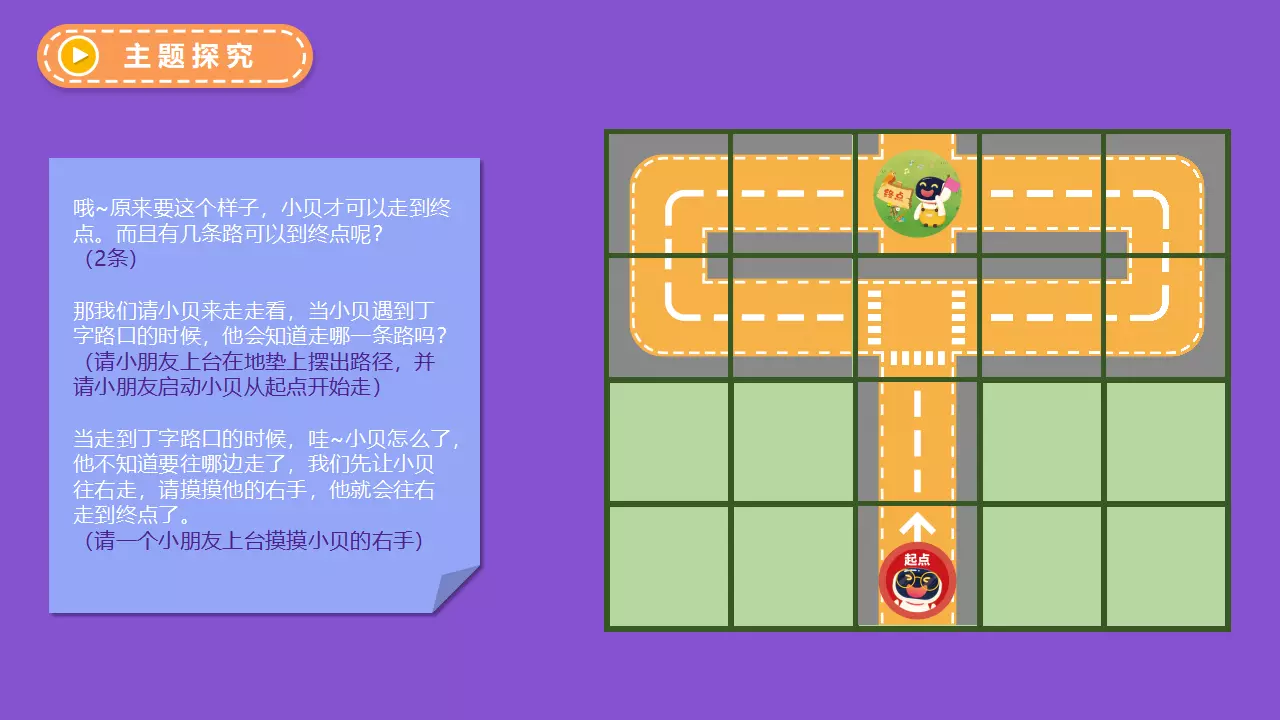 主题探究
哦~原来要这个样子，小贝才可以走到终
点。而且有几条路可以到终点呢？
（2条）
那我们请小贝来走走看，当小贝遇到丁
字路口的时候，他会知道走哪一条路吗？
（请小朋友上台在地垫上摆出路径，并
请小朋友启动小贝从起点开始走）
当走到丁字路口的时候，哇~小贝怎么了，
他不知道要往哪边走了，我们先让小贝
往右走，请摸摸他的右手，他就会往右
走到终点了。
（请一个小朋友上台摸摸小贝的右手）
终点
起点